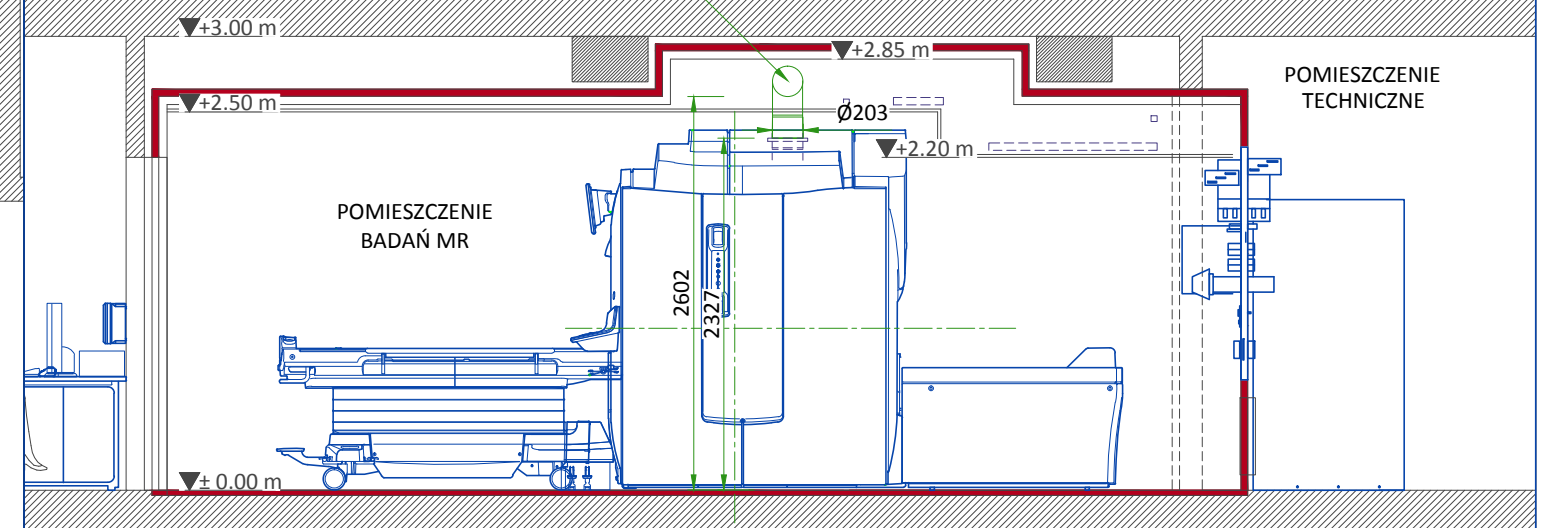 +3.00 m
+2.85 m
POMIESZCZENIE
TECHNICZNE
+2.50 m
Ø203
+2.20 m
POMIESZCZENIE
BADAŃ MR
2602
2327
± 0.00 m